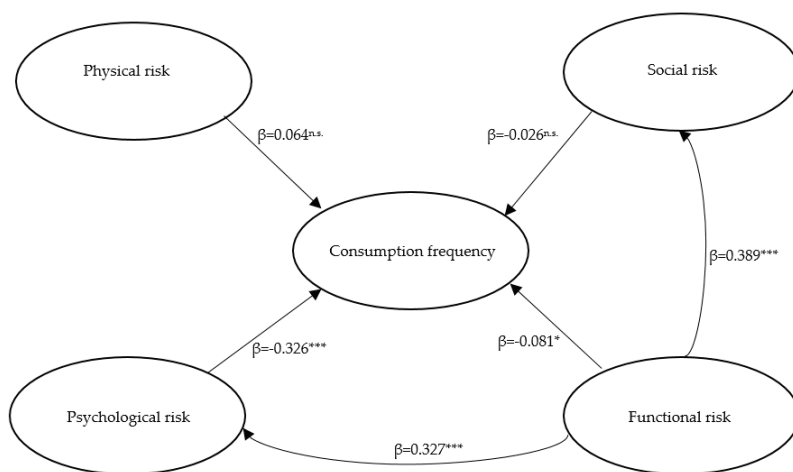 Physical risk
Social risk
β=0.064ⁿ·ˢ·
β=-0.026ⁿ·ˢ·
Consumption frequency
β=0.389***
β=-0.326***
β=-0.081*
Psychological risk
Functional risk
β=0.327***